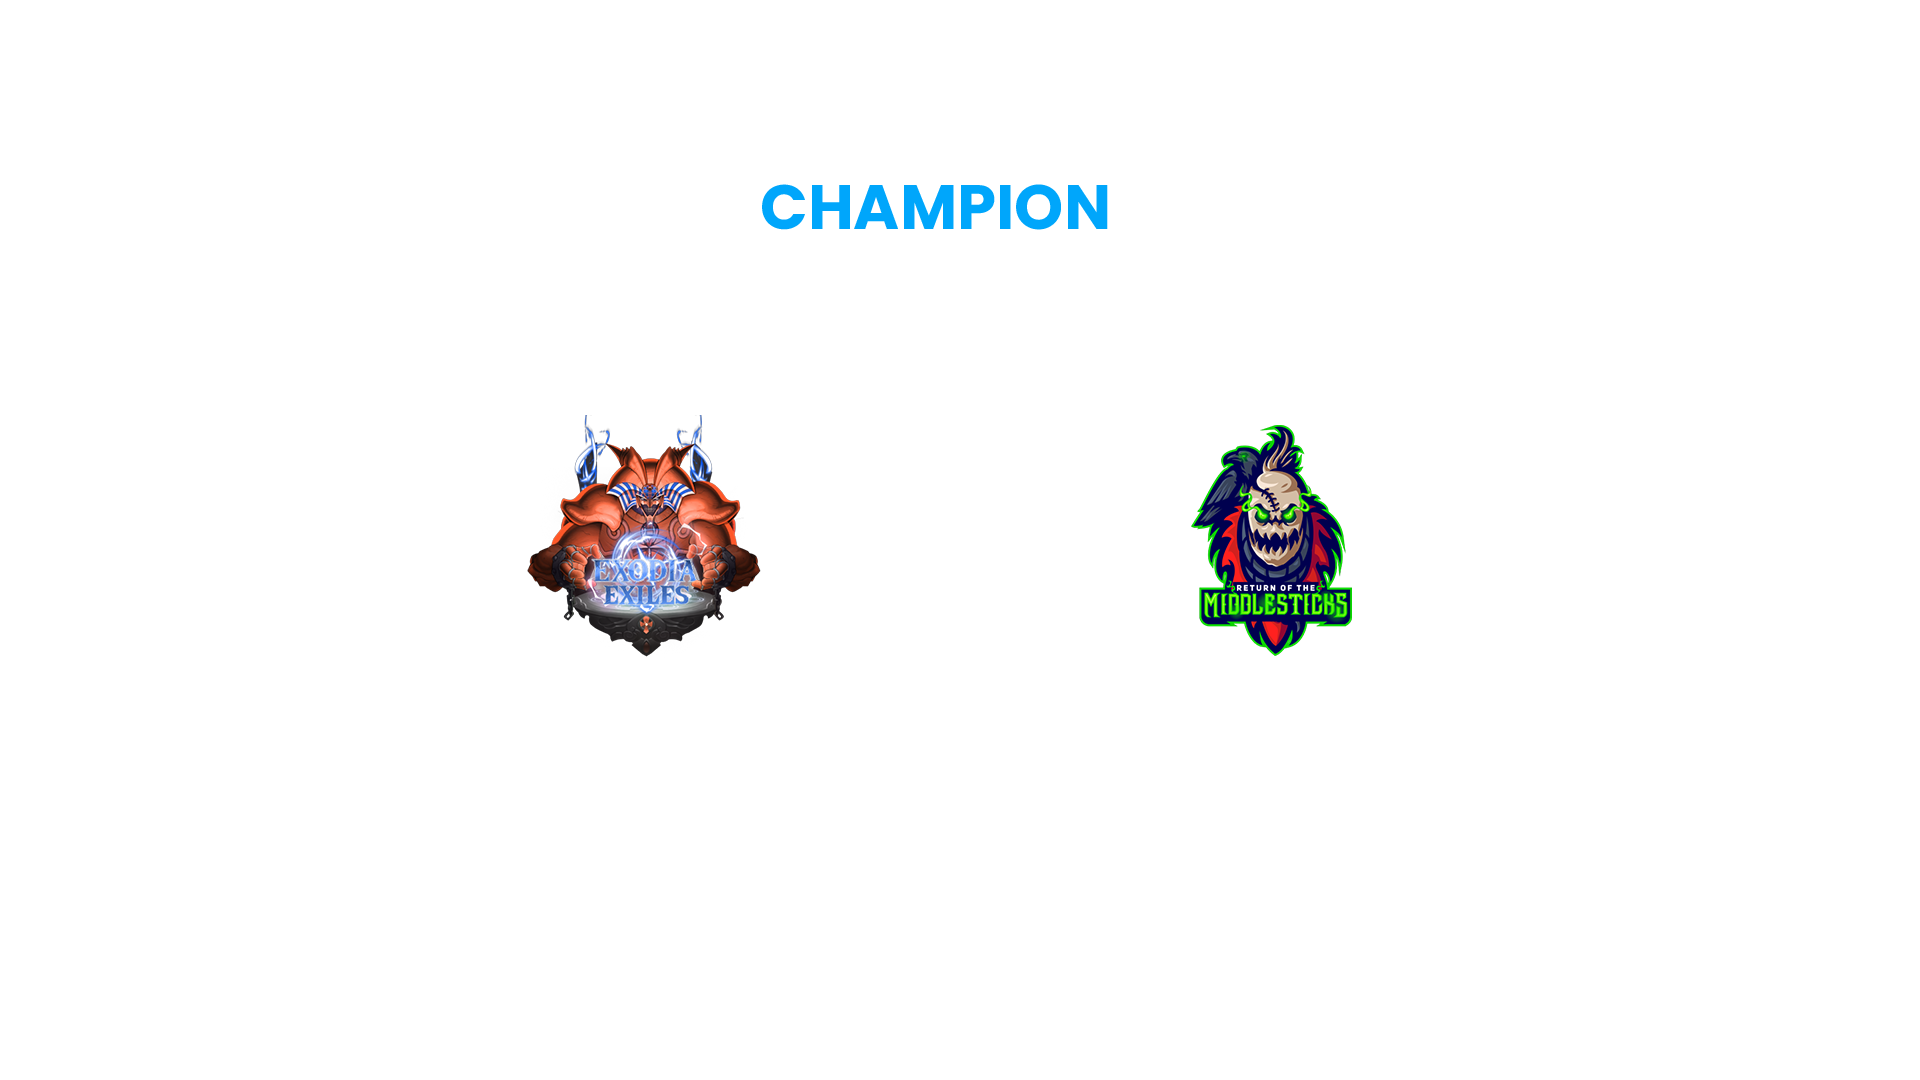 CHAMPION
EXODIA
EXILES
RETURN OF THE
MIDDLESTICKS